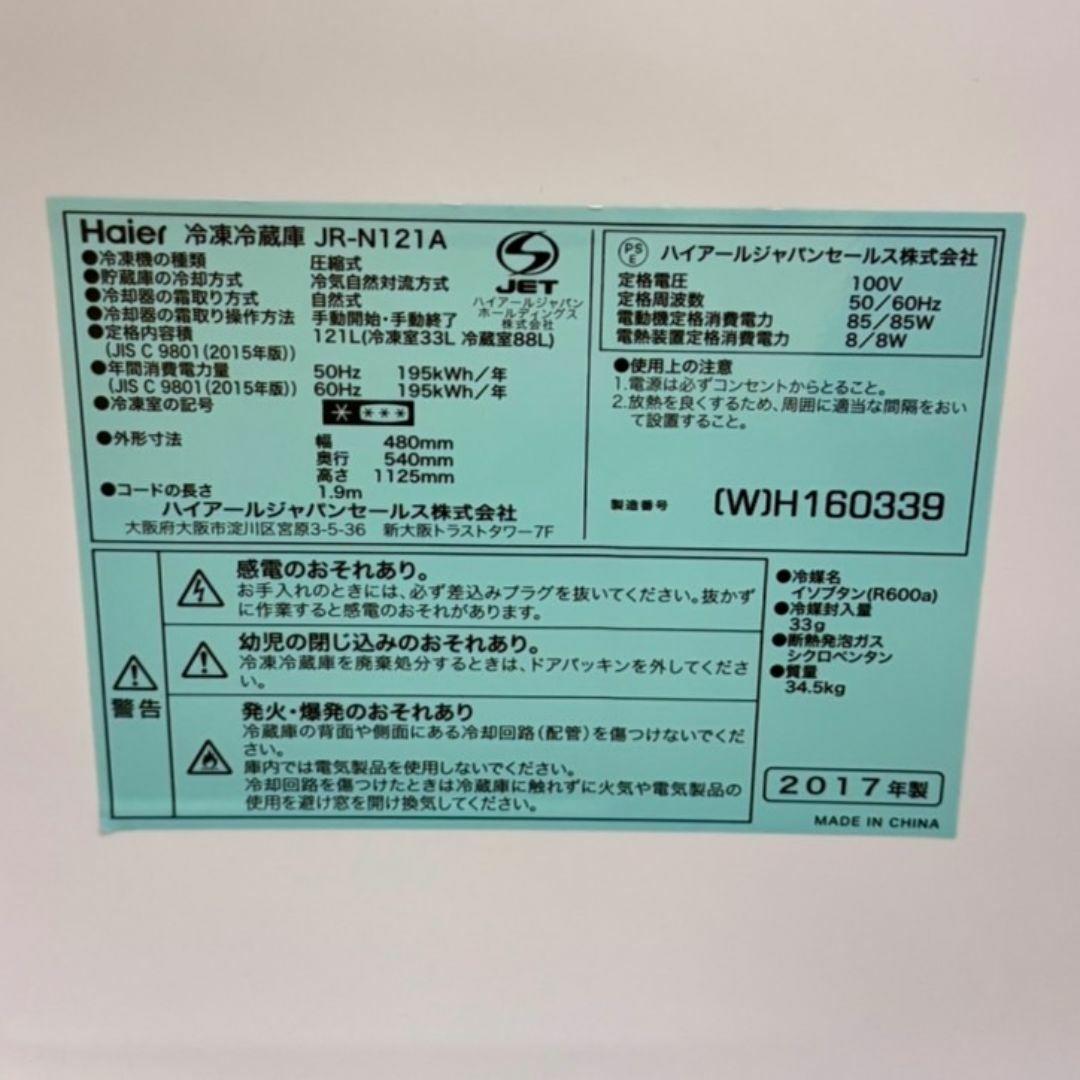 Haier 冷凍冷蔵庫 JR-N121A
●冷凍機の種類 圧縮式
●貯蔵庫の冷却方式 冷気自然対流方式
●冷却器の霜取り方式 自然式
●冷却器の霜取り操作方法 手動開始・手動終了
●定格内容積 121L(冷凍室33L 冷蔵室88L)
(JIS C 9801(2015年版))
●年間消費電力量 50Hz 195kWh/年
(JIS C 9801(2015年版)) 60Hz 195kWh/年
●冷凍室の記号
●外形寸法 幅 480mm
奥行 540mm
高さ 1125mm
●コードの長さ 1.9m
ハイアールジャパンセールス株式会社
大阪府大阪市淀川区宮原3-5-36 新大阪トラストタワー7F
JET
ハイアールジャパン
ホールディングス
株式会社
PS
E
ハイアールジャパンセールス株式会社
定格電圧 100V
定格周波数 50/60Hz
電動機定格消費電力 85/85W
電熱装置定格消費電力 8/8W
●使用上の注意
1.電源は必ずコンセントからとること。
2.放熱を良くするため、周囲に適当な間隔をおい
て設置すること。
製造番号 (W)H160339
警告
感電のおそれあり。
お手入れのときには、必ず差込みプラグを抜いてください。抜かず
に作業すると感電のおそれがあります。
幼児の閉じ込みのおそれあり。
冷凍冷蔵庫を廃棄処分するときは、ドアパッキンを外してくださ
い。
発火・爆発のおそれあり
冷蔵庫の背面や側面にある冷却回路(配管)を傷つけないでくだ
さい。
庫内では電気製品を使用しないでください。
冷却回路を傷つけたときは冷蔵庫に触れずに火気や電気製品の
使用を避け窓を開け換気してください。
●冷媒名
イソブタン(R600a)
●冷媒封入量
33g
●断熱発泡ガス
シクロペンタン
●質量
34.5kg
2017年製
MADE IN CHINA